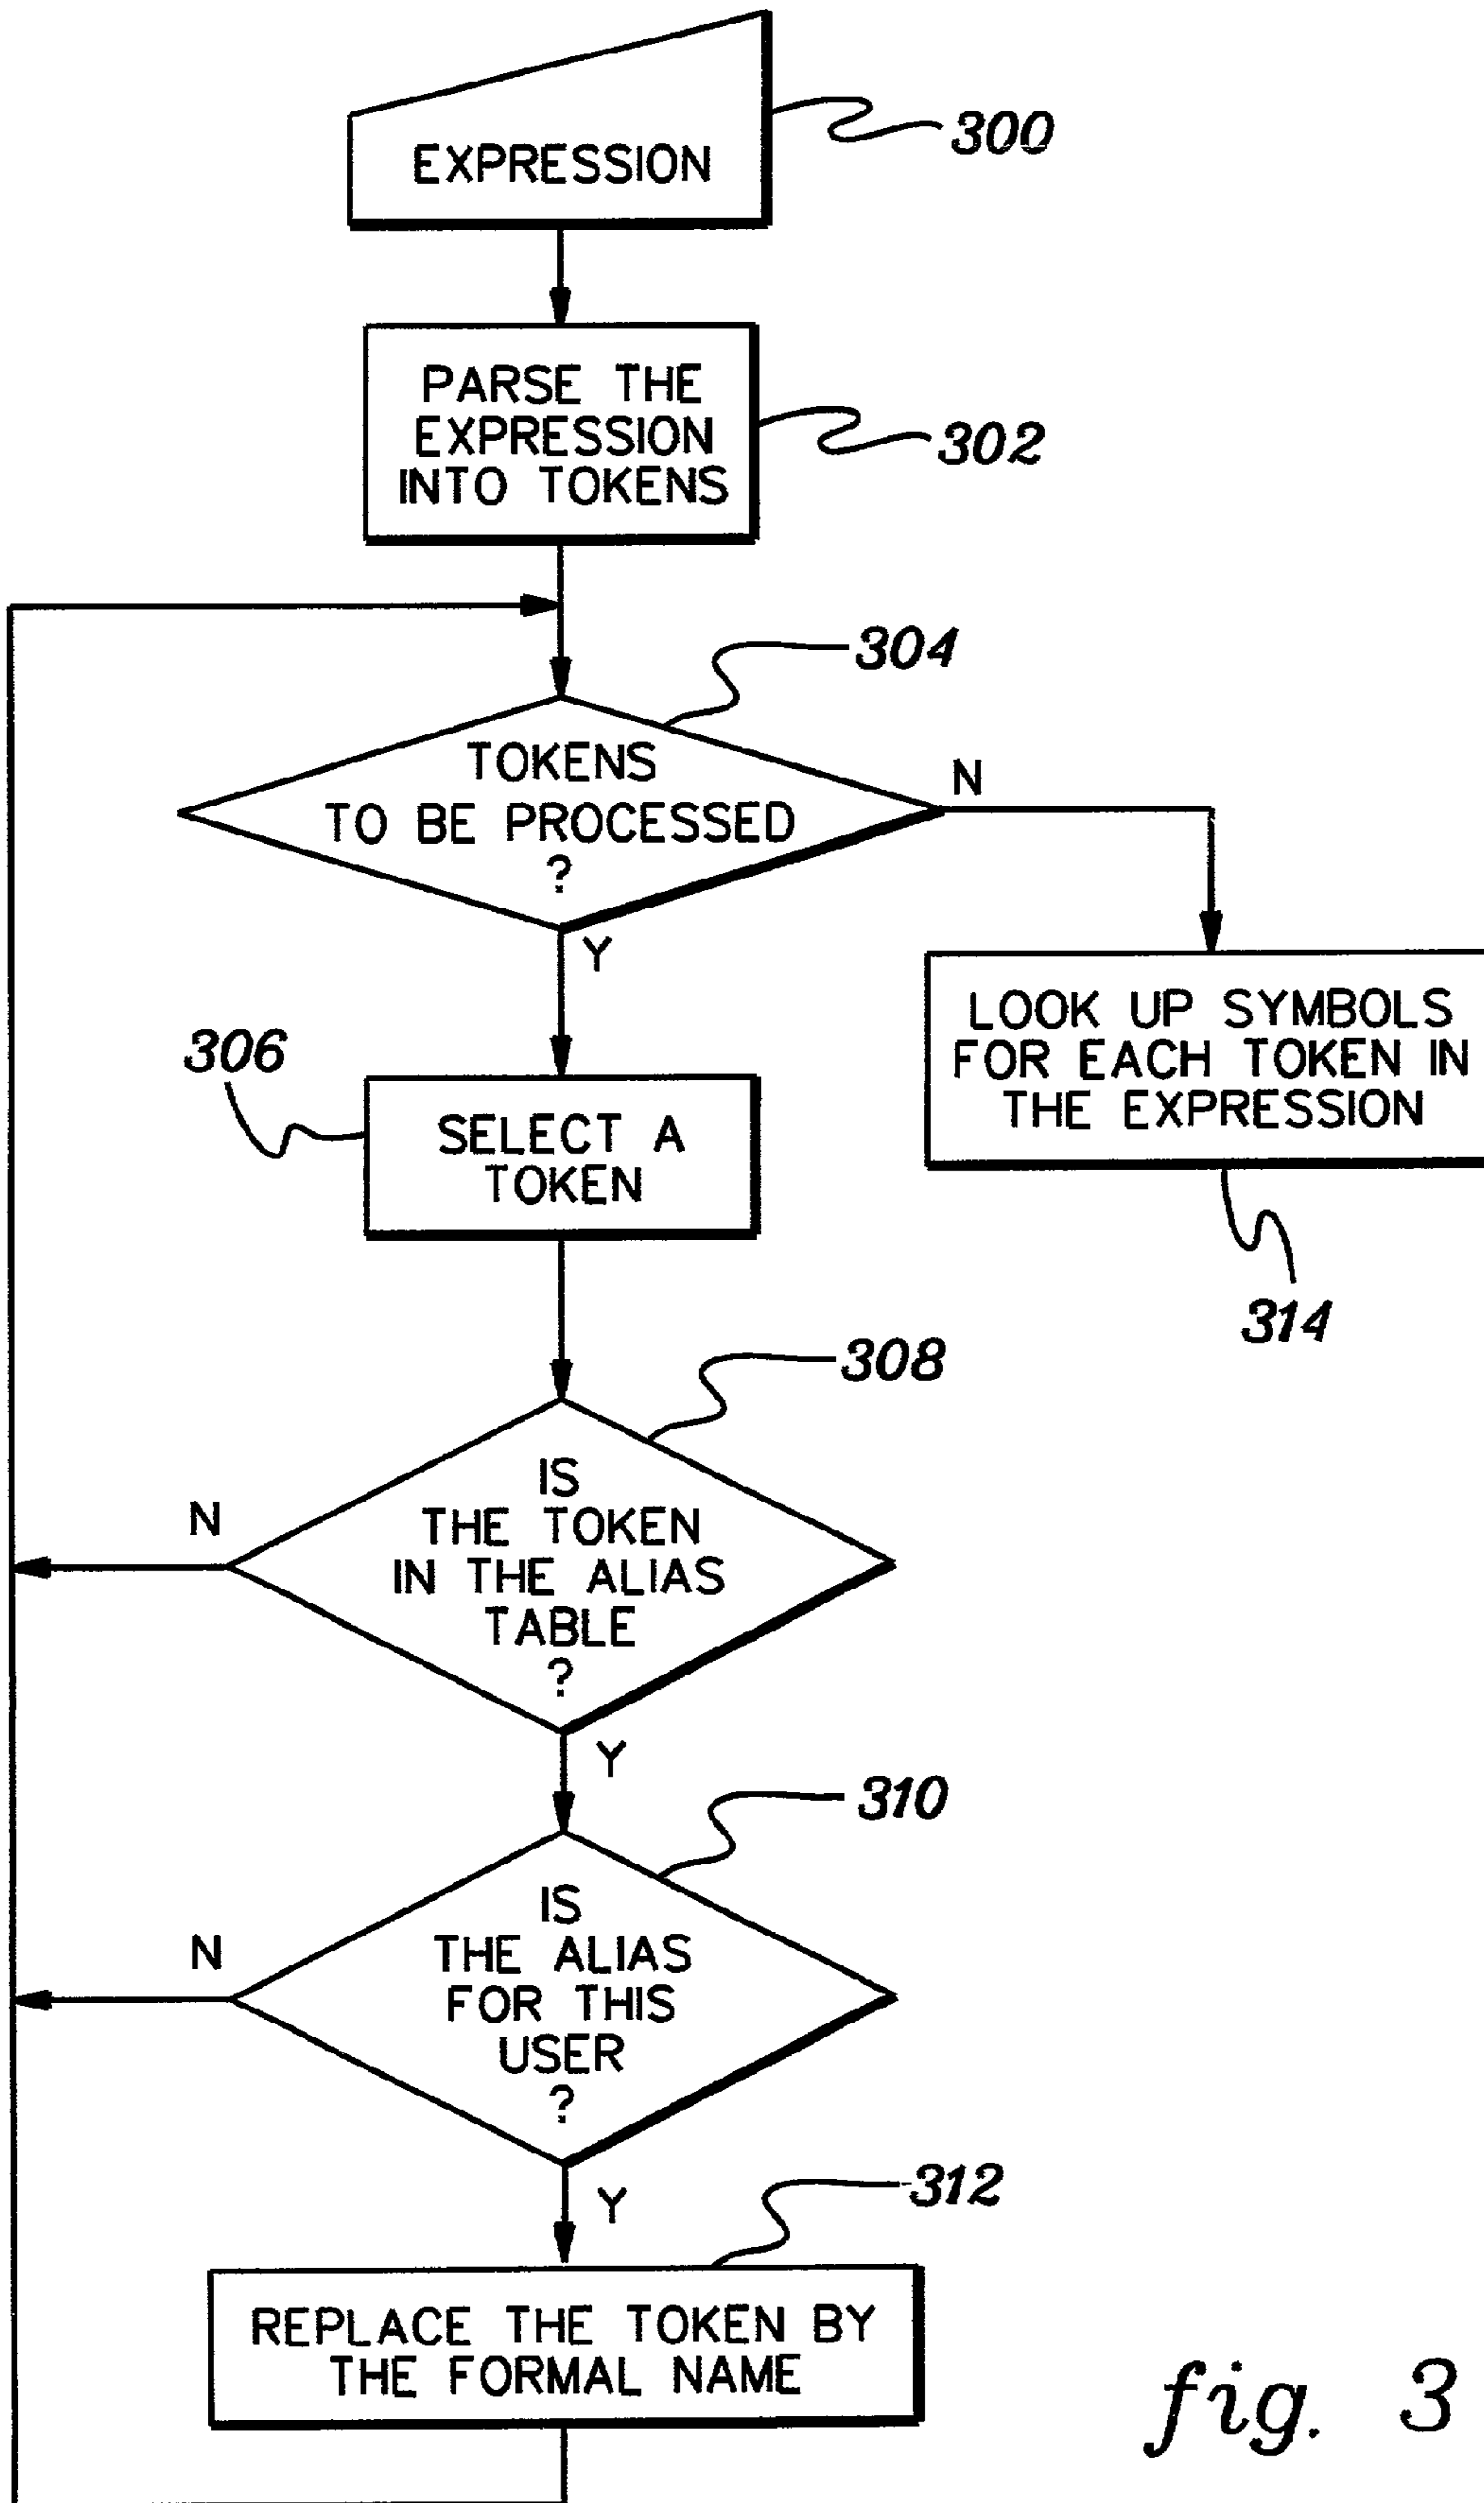 EXPRESSION
300
PARSE THE
EXPRESSION
INTO TOKENS
302
304
TOKENS
TO BE PROCESSED
?
N
Y
LOOK UP SYMBOLS
FOR EACH TOKEN IN
THE EXPRESSION
314
306
SELECT A
TOKEN
308
IS
THE TOKEN
IN THE ALIAS
TABLE
?
N
Y
310
IS
THE ALIAS
FOR THIS
USER
?
N
Y
312
REPLACE THE TOKEN BY
THE FORMAL NAME
fig. 3